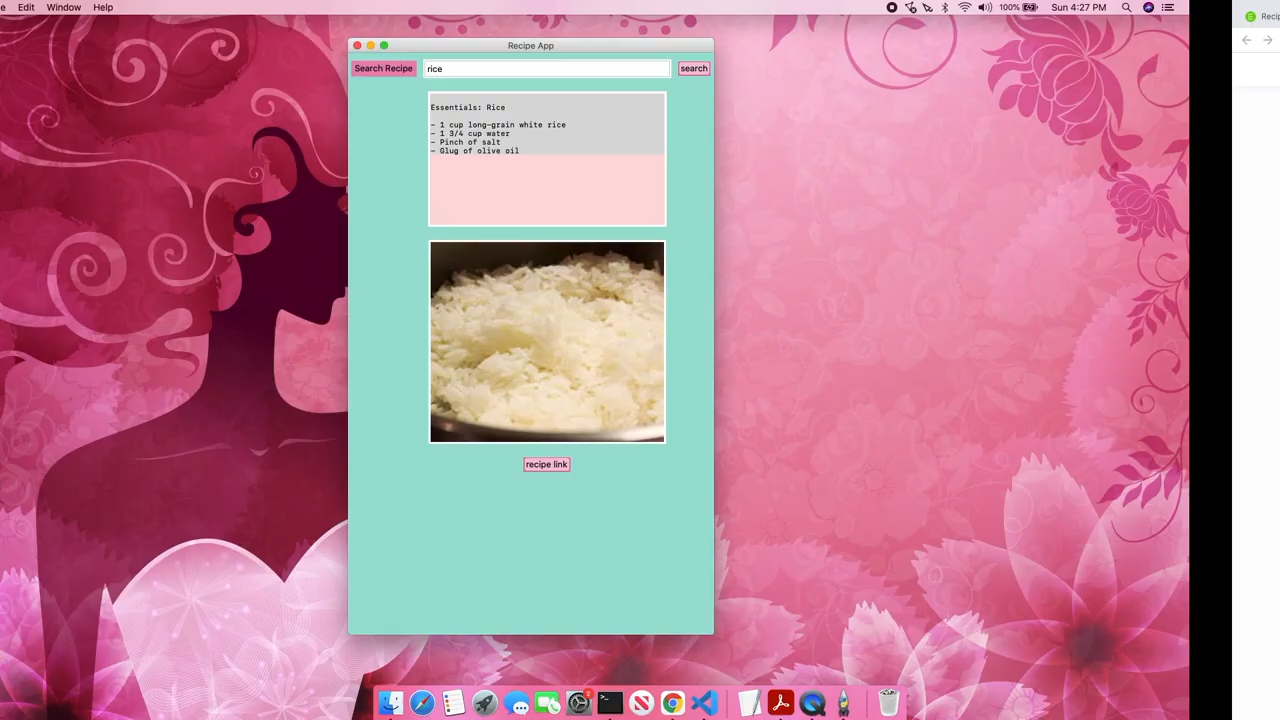 Edit Window Help
100%
Sun 4:27 PM
Recip
Recipe App
Search Recipe
rice
search
Essentials: Rice
- 1 cup long-grain white rice
- 1 3/4 cup water
- Pinch of salt
- Glug of olive oil
recipe link